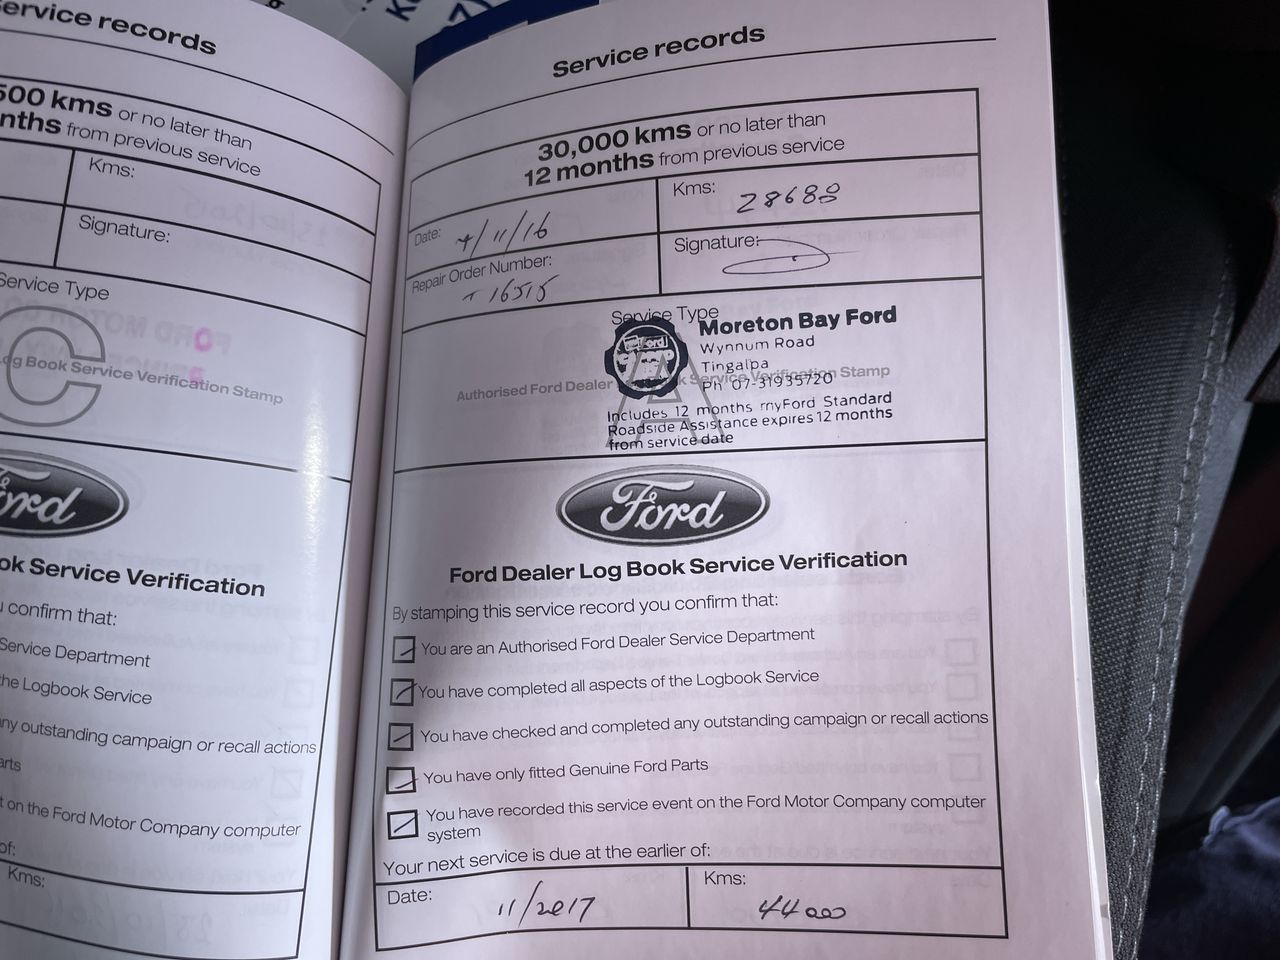 Service records
500 kms or no later than
nths from previous service
Kms:
Signature:
Service Type
C
og Book Service Verification Stamp
ord
ok Service Verification
u confirm that:
Service Department
he Logbook Service
ny outstanding campaign or recall actions
arts
t on the Ford Motor Company computer
of:
Kms:
Service records
30,000 kms or no later than
12 months from previous service
Date: 7/11/16
Kms: 28688
Repair Order Number:
16515
Signature:
Service Type
A
Authorised Ford Dealer Log Book Service Verification Stamp
Ford
Moreton Bay Ford
Wynnum Road
Tingalpa
Ph 07-31935720
Includes 12 months myFord Standard
Roadside Assistance expires 12 months
from service date
Ford
Ford Dealer Log Book Service Verification
By stamping this service record you confirm that:
You are an Authorised Ford Dealer Service Department
You have completed all aspects of the Logbook Service
You have checked and completed any outstanding campaign or recall actions
You have only fitted Genuine Ford Parts
You have recorded this service event on the Ford Motor Company computer
system
Your next service is due at the earlier of:
Date: 11/2017
Kms: 44000